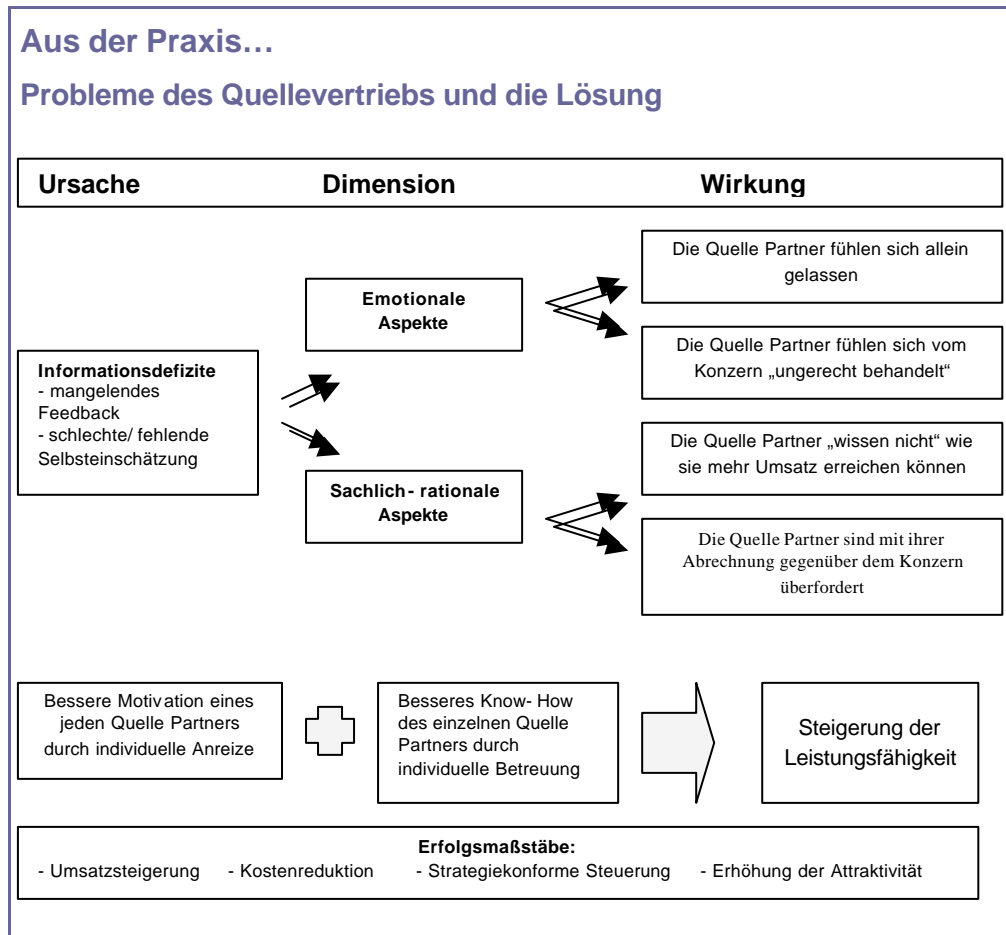 Aus der Praxis…
Probleme des Quellevertriebs und die Lösung
Ursache Dimension Wirkung
Informationsdefizite
- mangelendes
Feedback
- schlechte/ fehlende
Selbsteinschätzung
Emotionale
Aspekte
Sachlich- rationale
Aspekte
Die Quelle Partner fühlen sich allein
gelassen
Die Quelle Partner fühlen sich vom
Konzern „ungerecht behandelt“
Die Quelle Partner „wissen nicht“ wie
sie mehr Umsatz erreichen können
Die Quelle Partner sind mit ihrer
Abrechnung gegenüber dem Konzern
überfordert
Bessere Motivation eines
jeden Quelle Partners
durch individuelle Anreize
Besseres Know- How
des einzelnen Quelle
Partners durch
individuelle Betreuung
Steigerung der
Leistungsfähigkeit
Erfolgsmaßstäbe:
- Umsatzsteigerung - Kostenreduktion - Strategiekonforme Steuerung - Erhöhung der Attraktivität